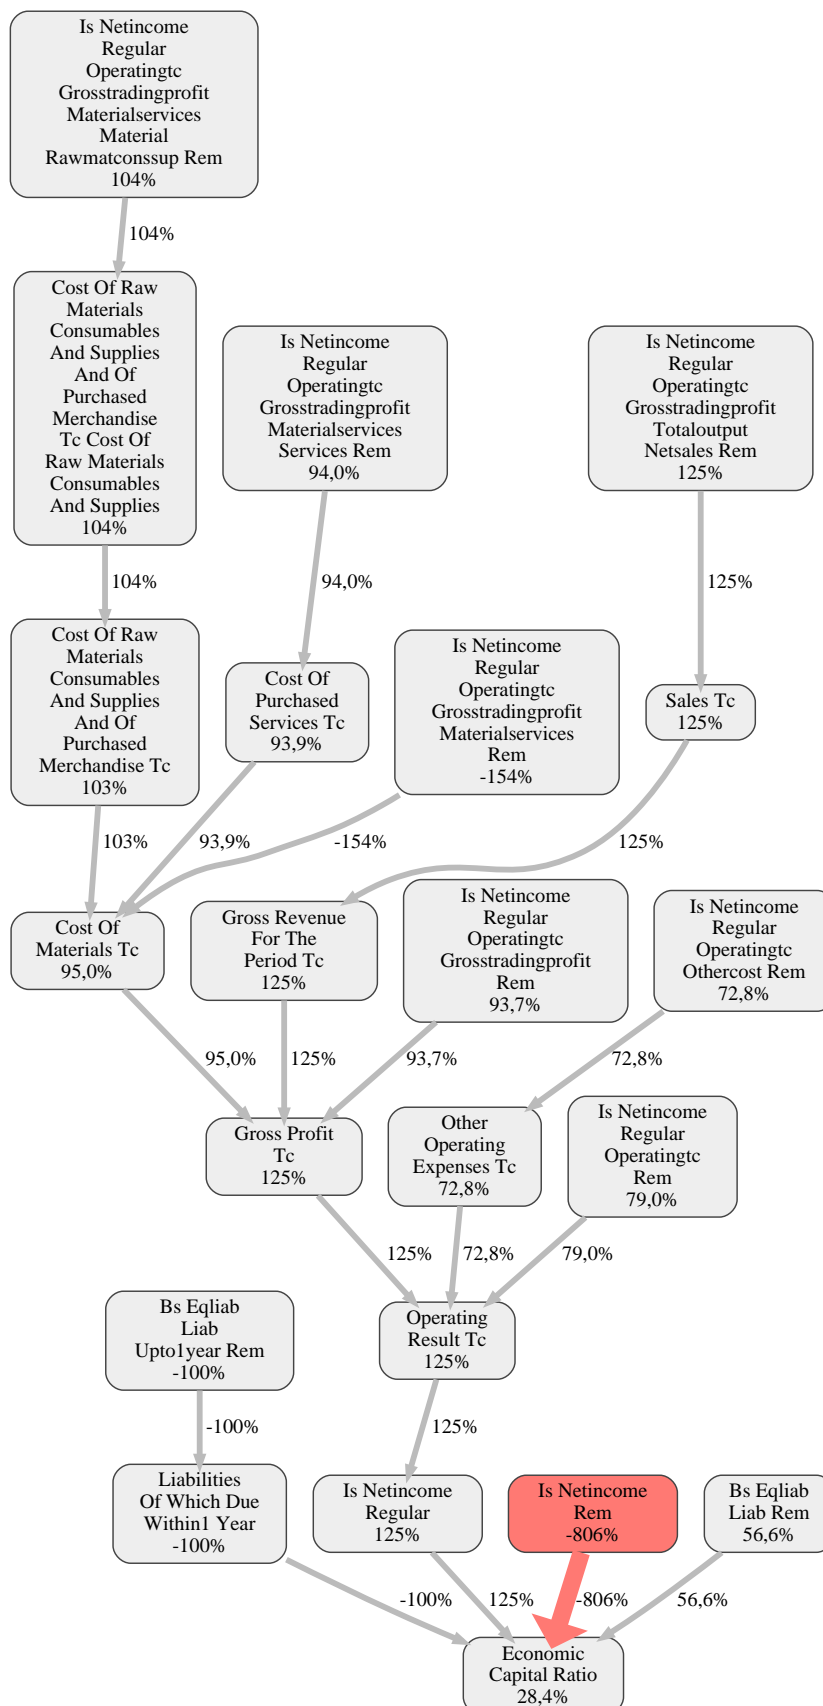 Is Netincome
Regular
Operatingtc
Grosstradingprofit
Materialservices
Material
Rawmatconssup Rem
104%
104%
Cost Of Raw
Materials
Consumables
And Supplies
And Of
Purchased
Merchandise
Tc Cost Of
Raw Materials
Consumables
And Supplies
104%
Is Netincome
Regular
Operatingtc
Grosstradingprofit
Materialservices
Services Rem
94,0%
Is Netincome
Regular
Operatingtc
Grosstradingprofit
Totaloutput
Netsales Rem
125%
104%
94,0%
125%
Cost Of Raw
Materials
Consumables
And Supplies
And Of
Purchased
Merchandise Tc
103%
Cost Of
Purchased
Services Tc
93,9%
Is Netincome
Regular
Operatingtc
Grosstradingprofit
Materialservices
Rem
-154%
Sales Tc
125%
103%
93,9%
-154%
125%
Cost Of
Materials Tc
95,0%
Gross Revenue
For The
Period Tc
125%
Is Netincome
Regular
Operatingtc
Grosstradingprofit
Rem
93,7%
Is Netincome
Regular
Operatingtc
Othercost Rem
72,8%
95,0%
125%
93,7%
72,8%
Gross Profit
Tc
125%
Other
Operating
Expenses Tc
72,8%
Is Netincome
Regular
Operatingtc
Rem
79,0%
125%
72,8%
79,0%
Bs Eqliab
Liab
Upto1year Rem
-100%
Operating
Result Tc
125%
-100%
125%
Liabilities
Of Which Due
Within1 Year
-100%
Is Netincome
Regular
125%
Is Netincome
Rem
-806%
Bs Eqliab
Liab Rem
56,6%
-100%
125%
-806%
56,6%
Economic
Capital Ratio
28,4%